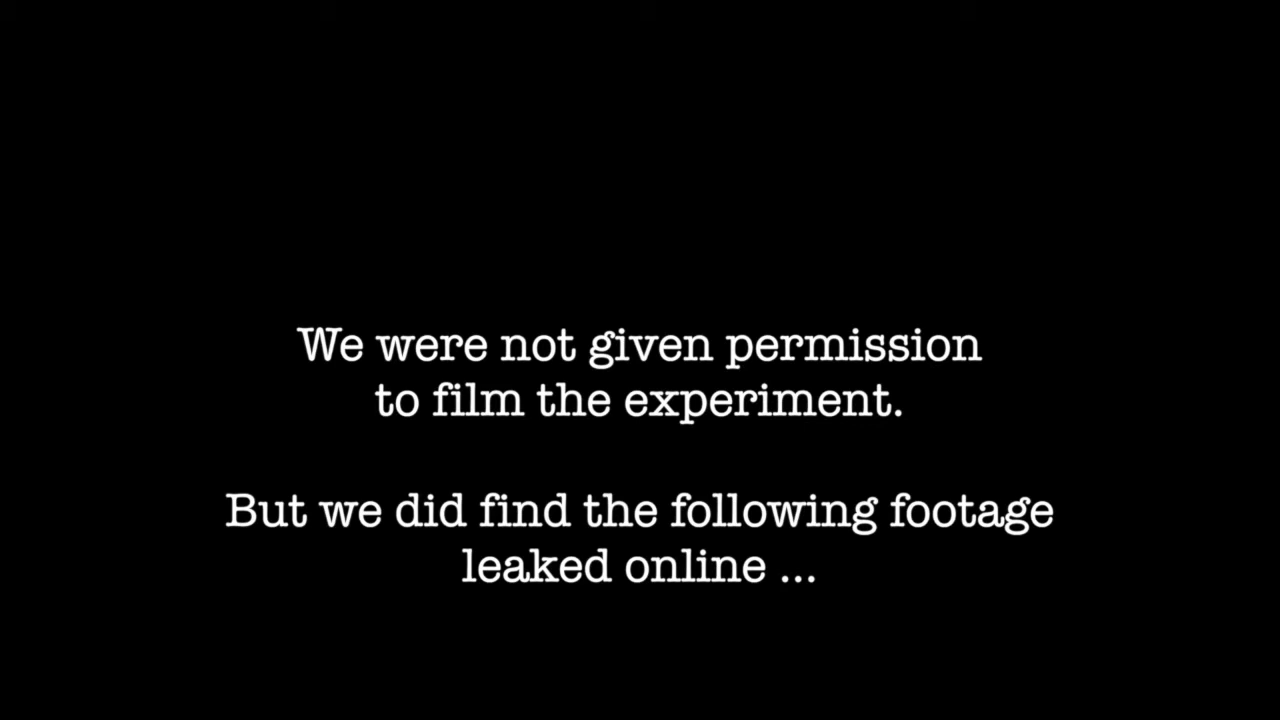 We were not given permission
to film the experiment.
But we did find the following footage
leaked online ...